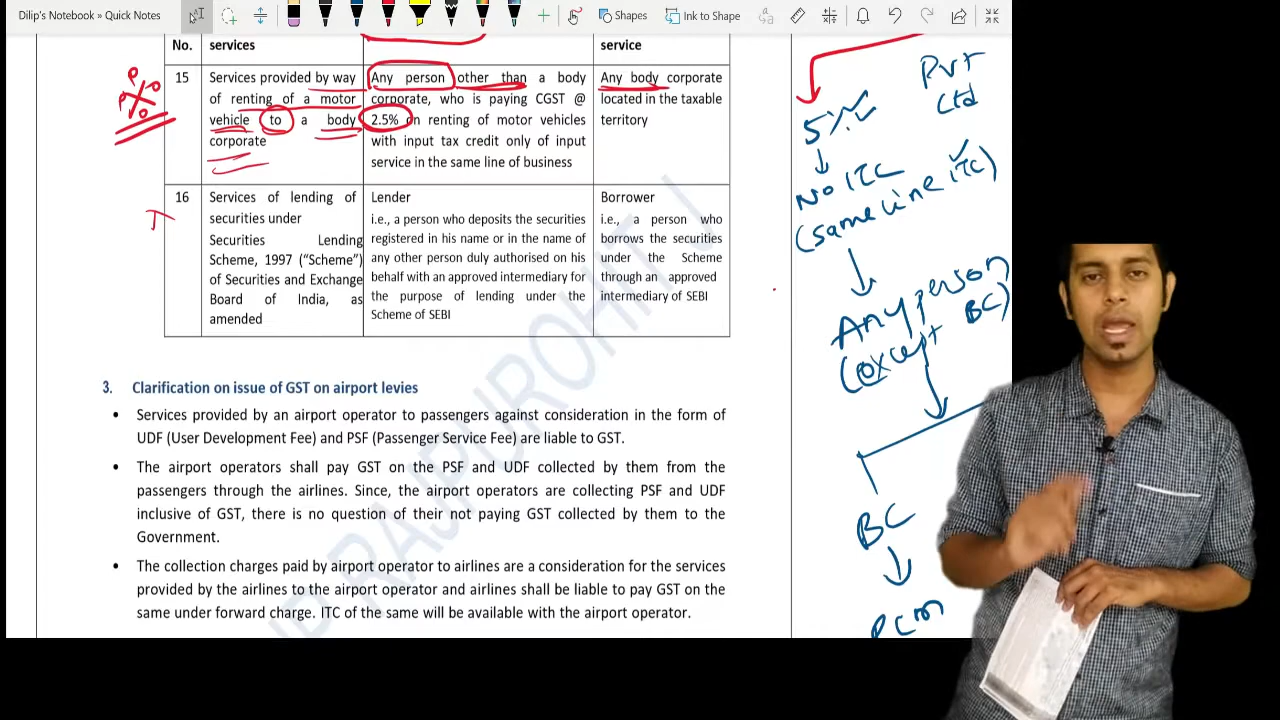 Dilip's Notebook » Quick Notes
Shapes
Ink to Shape
No.
services
service
15
Services provided by way
of renting of a motor
vehicle to a body
corporate
Any person other than a body
corporate, who is paying CGST @
2.5% on renting of motor vehicles
with input tax credit only of input
service in the same line of business
Any body corporate
located in the taxable
territory
16
Services of lending of
securities under
Securities Lending
Scheme, 1997 (“Scheme”)
of Securities and Exchange
Board of India, as
amended
Lender
i.e., a person who deposits the securities
registered in his name or in the name of
any other person duly authorised on his
behalf with an approved intermediary for
the purpose of lending under the
Scheme of SEBI
Borrower
i.e., a person who
borrows the securities
under the Scheme
through an approved
intermediary of SEBI
3. Clarification on issue of GST on airport levies
• Services provided by an airport operator to passengers against consideration in the form of
UDF (User Development Fee) and PSF (Passenger Service Fee) are liable to GST.
• The airport operators shall pay GST on the PSF and UDF collected by them from the
passengers through the airlines. Since, the airport operators are collecting PSF and UDF
inclusive of GST, there is no question of their not paying GST collected by them to the
Government.
• The collection charges paid by airport operator to airlines are a consideration for the services
provided by the airlines to the airport operator and airlines shall be liable to pay GST on the
same under forward charge. ITC of the same will be available with the airport operator.
RAJPUROHIT J
Pvt
Ltd
5%
No ITC
(same line ITC)
Any person
(except BC)
BC
RCM